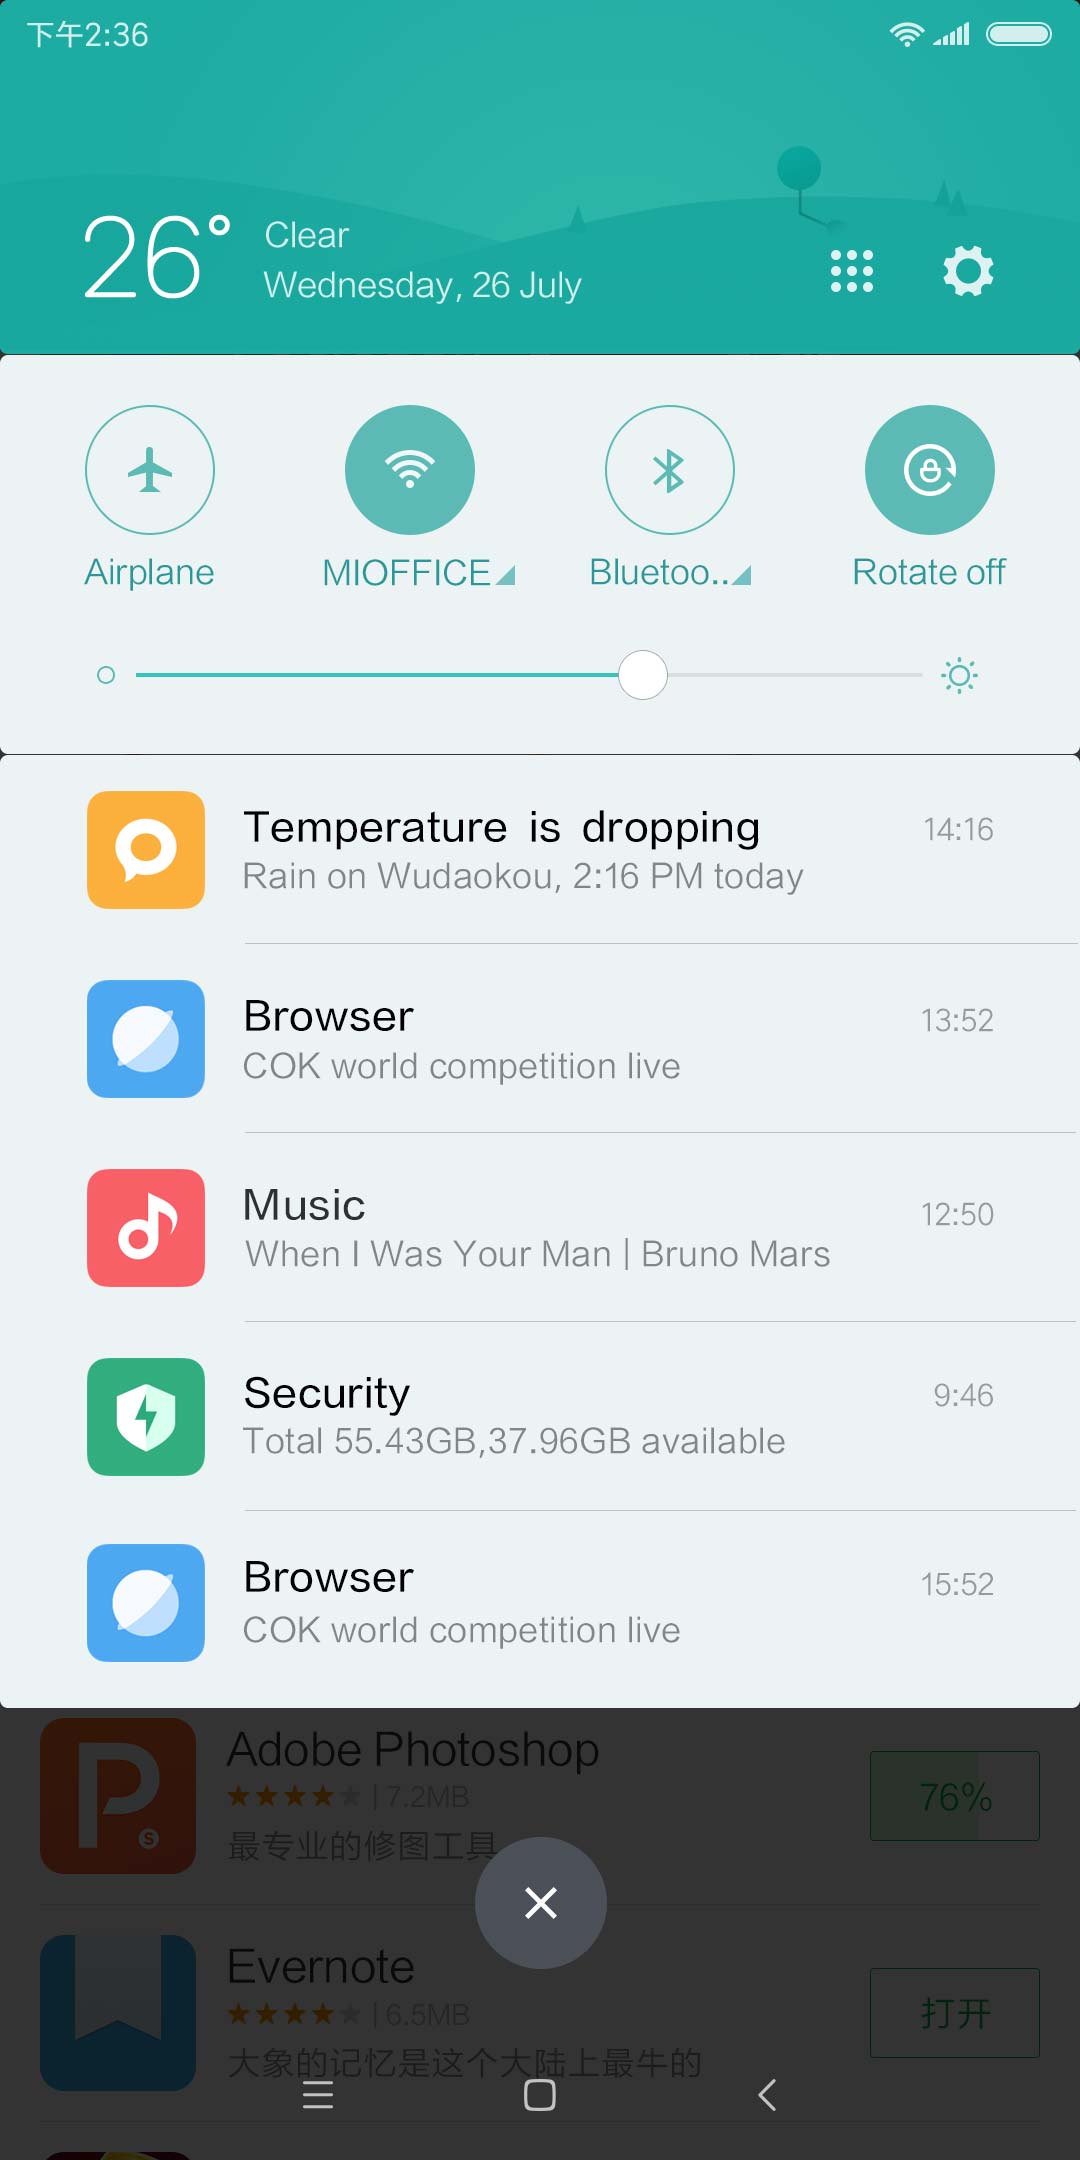 下午2:36
26°
Clear
Wednesday, 26 July
Airplane
MIOFFICE
Bluetoo..
Rotate off
Temperature is dropping
14:16
Rain on Wudaokou, 2:16 PM today
Browser
13:52
COK world competition live
Music
12:50
When I Was Your Man | Bruno Mars
Security
9:46
Total 55.43GB,37.96GB available
Browser
15:52
COK world competition live
Adobe Photoshop
| 7.2MB
76%
最专业的修图工具
Evernote
| 6.5MB
打开
大象的记忆是这个大陆上最牛的